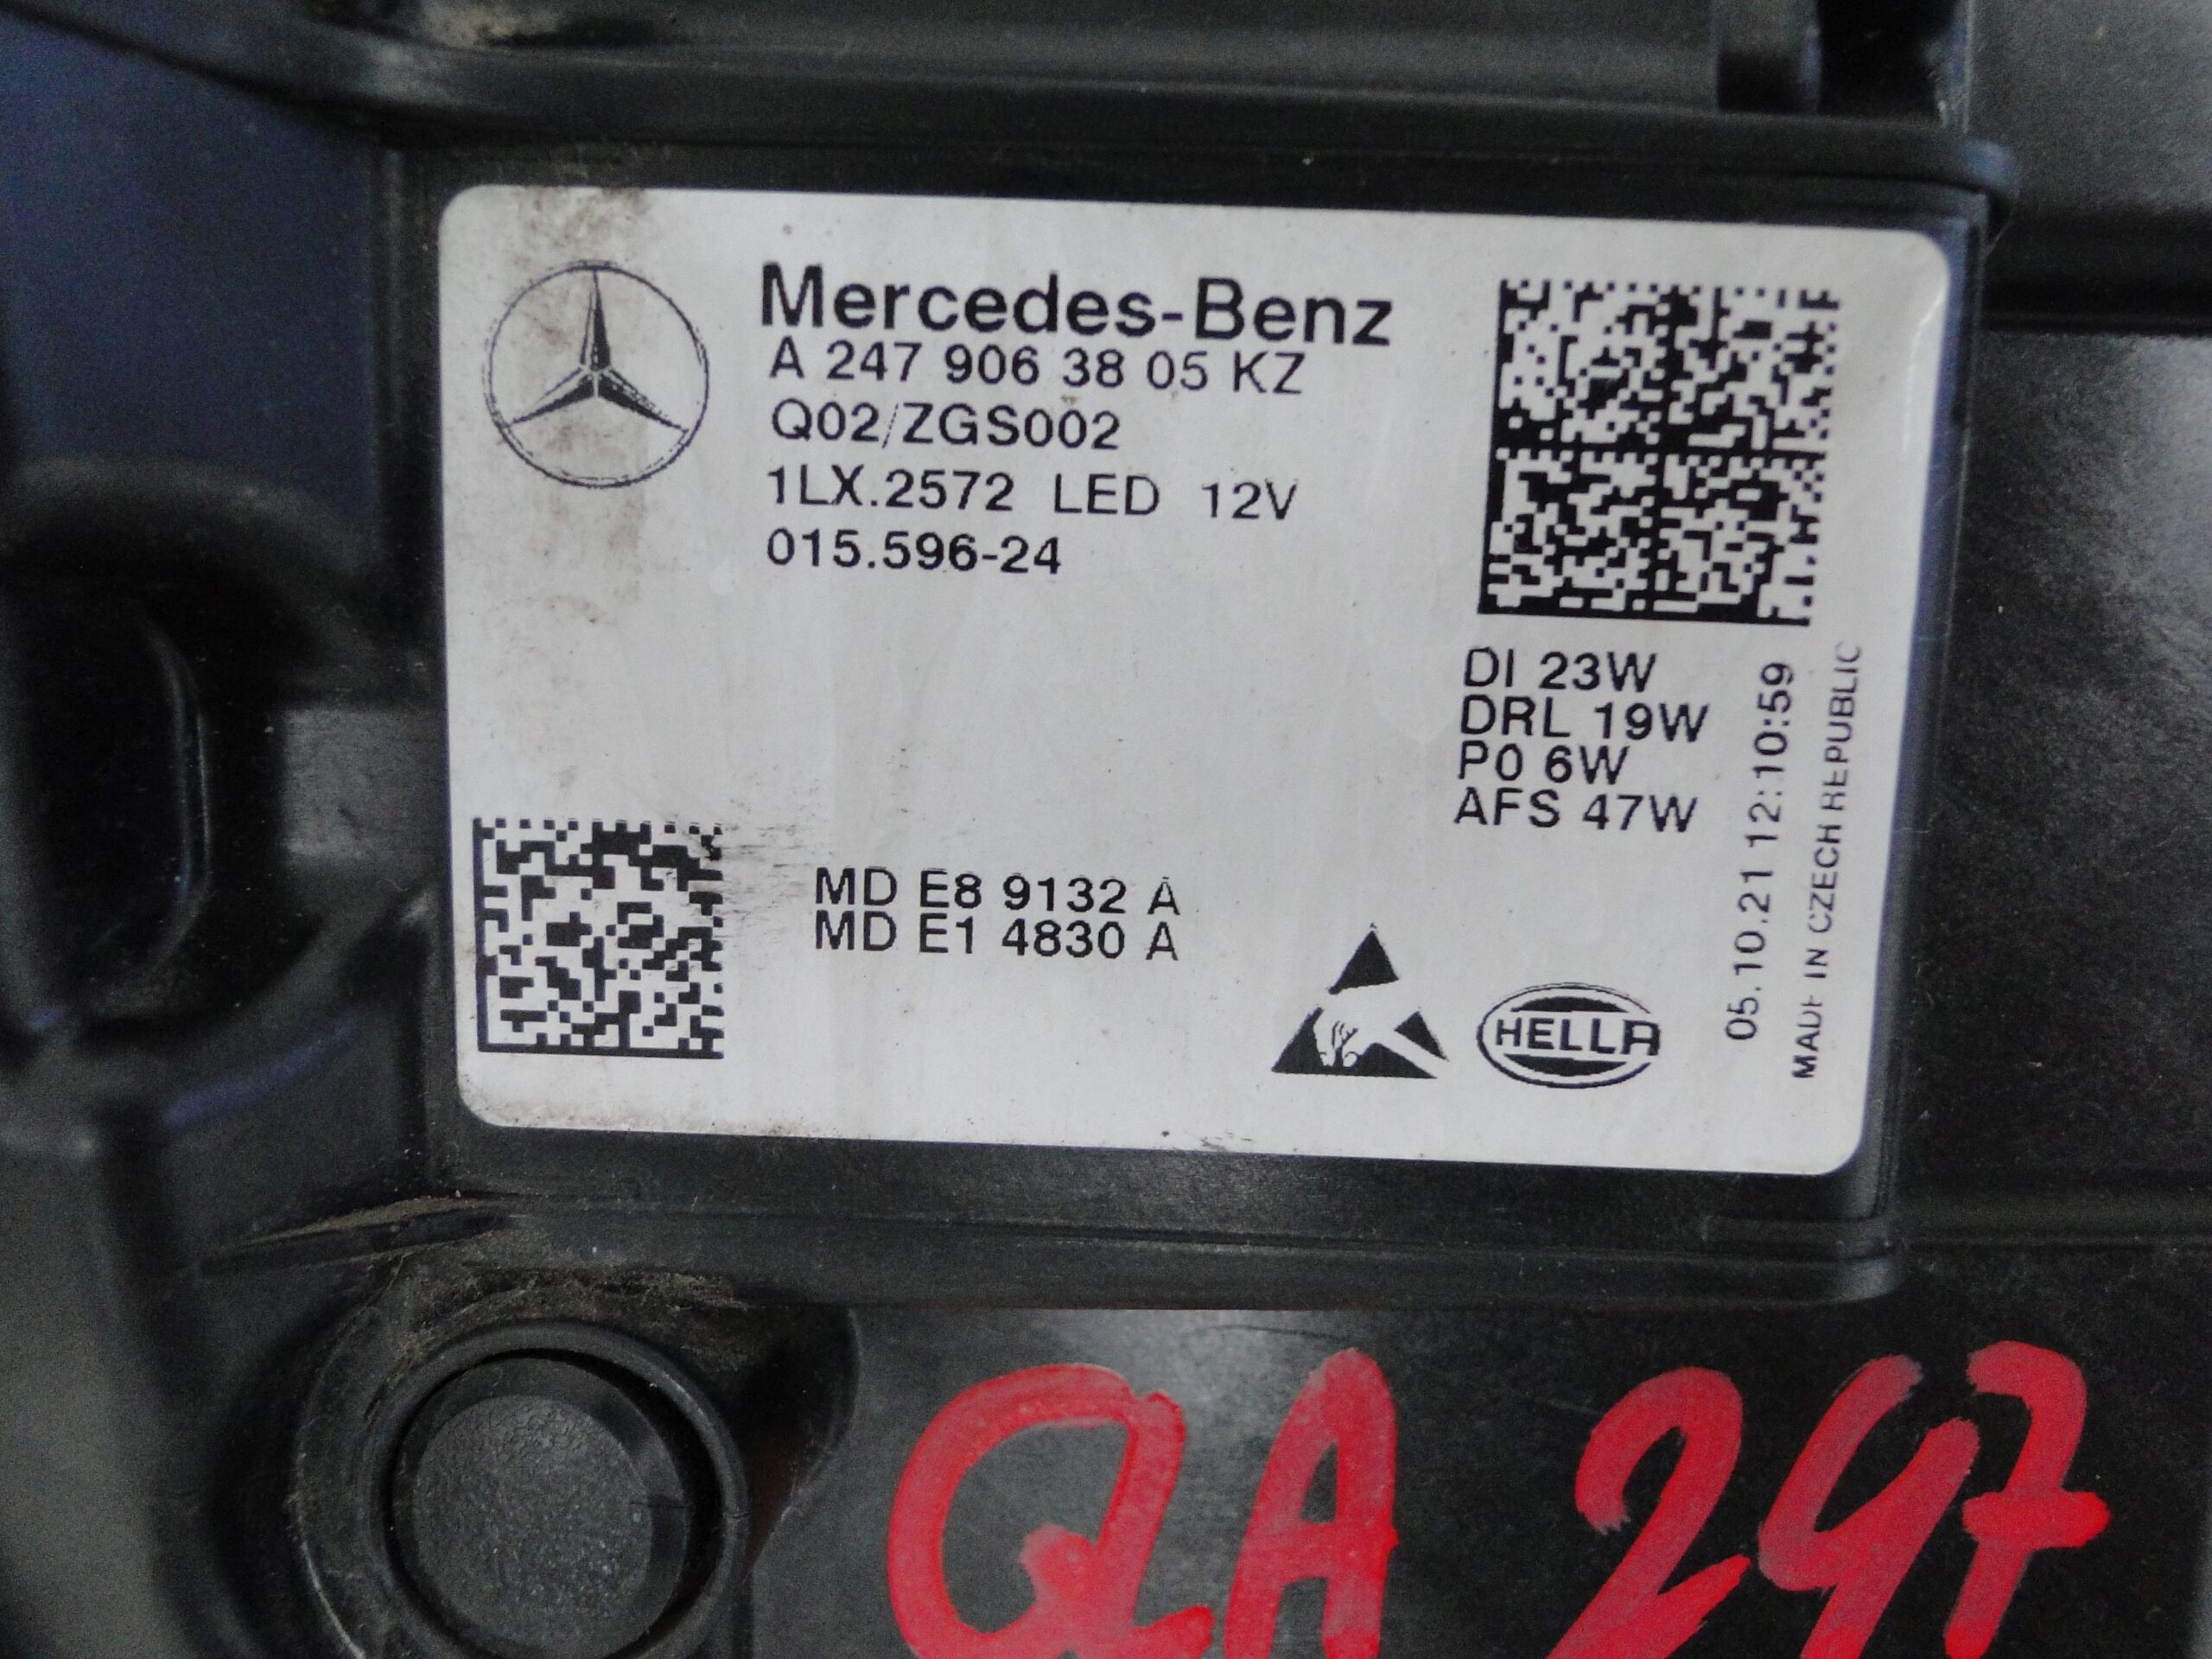 Mercedes-Benz
A 247 906 38 05 KZ
Q02/ZGS002
1LX.2572 LED 12V
015.596-24
DI 23W
DRL 19W
PO 6W
AFS 47W
05.10.21 12:10:59
MADE IN CZECH REPUBLIC
MD E8 9132 A
MD E1 4830 A
HELLA
QA 247